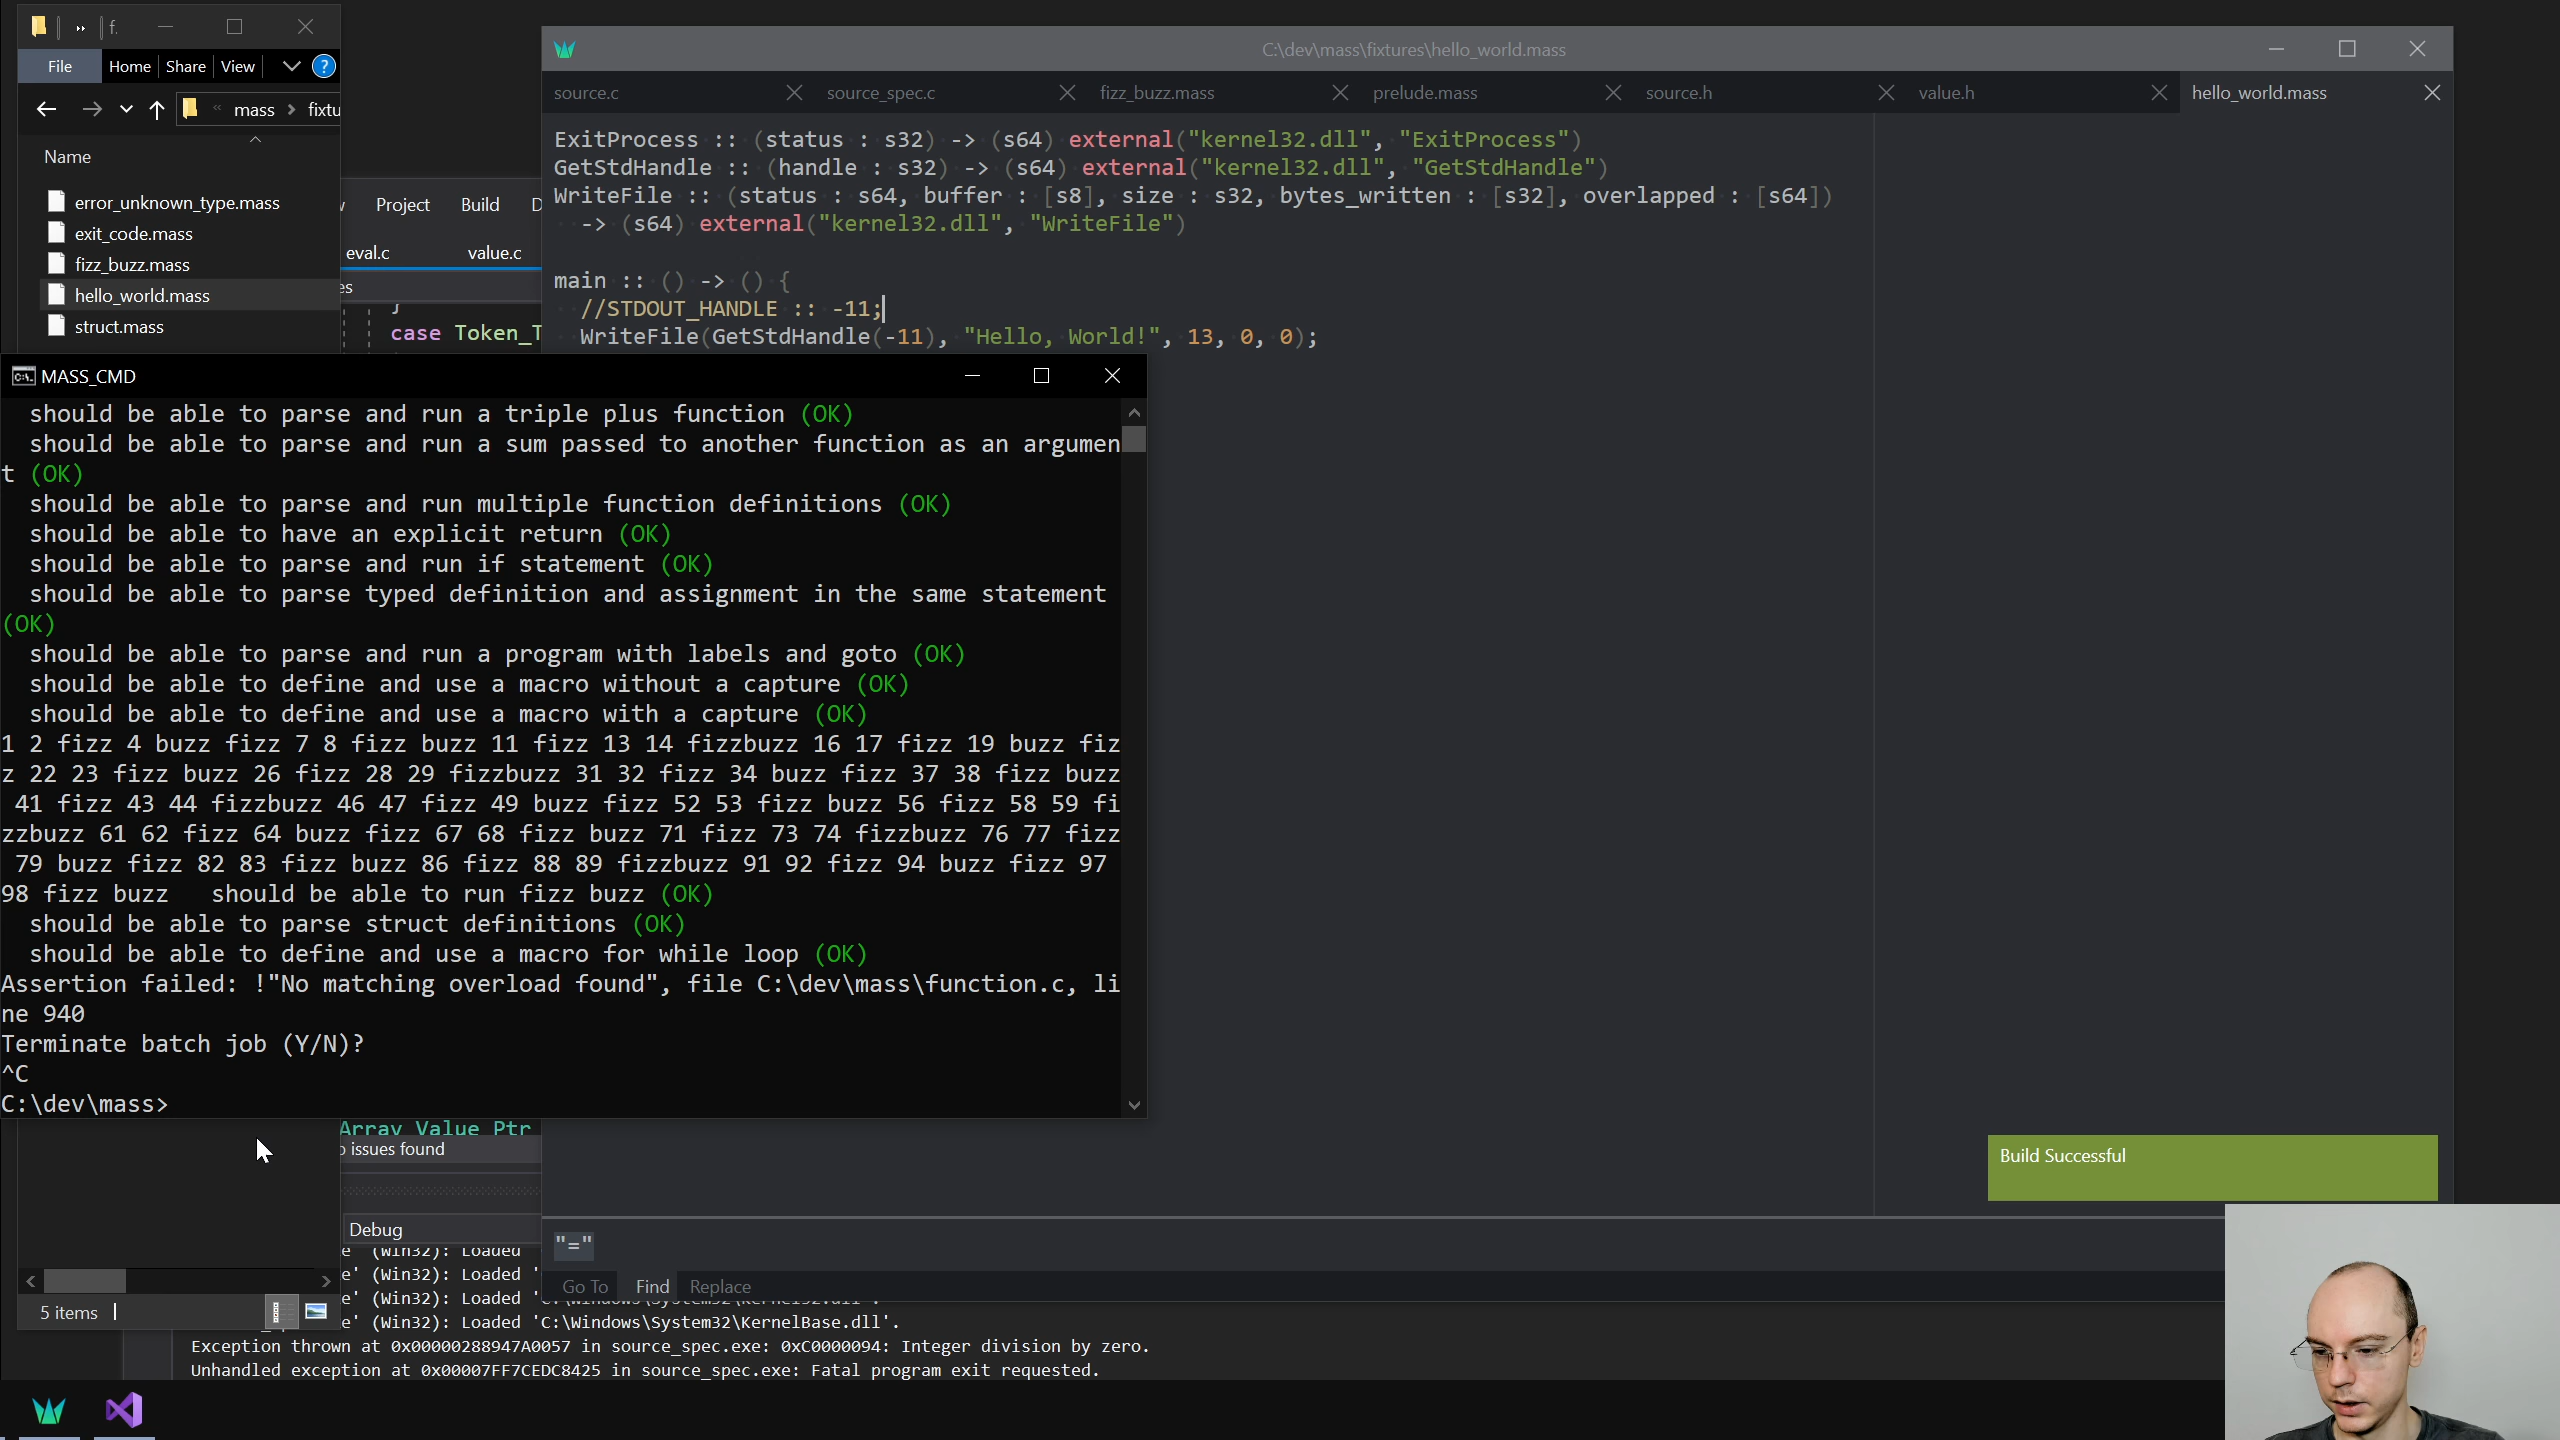 f.
File Home Share View ?
« mass > fixtu
Name
error_unknown_type.mass
exit_code.mass
fizz_buzz.mass
hello_world.mass
struct.mass
Project Build D
eval.c value.c
es
}
case Token_T
C:\dev\mass\fixtures\hello_world.mass
source.c source_spec.c fizz_buzz.mass prelude.mass source.h value.h hello_world.mass
ExitProcess :: (status : s32) -> (s64) external("kernel32.dll", "ExitProcess")
GetStdHandle :: (handle : s32) -> (s64) external("kernel32.dll", "GetStdHandle")
WriteFile :: (status : s64, buffer : [s8], size : s32, bytes_written : [s32], overlapped : [s64])
-> (s64) external("kernel32.dll", "WriteFile")
main :: () -> () {
//STDOUT_HANDLE :: -11;
WriteFile(GetStdHandle(-11), "Hello, World!", 13, 0, 0);
MASS_CMD
should be able to parse and run a triple plus function (OK)
should be able to parse and run a sum passed to another function as an argumen
t (OK)
should be able to parse and run multiple function definitions (OK)
should be able to have an explicit return (OK)
should be able to parse and run if statement (OK)
should be able to parse typed definition and assignment in the same statement
(OK)
should be able to parse and run a program with labels and goto (OK)
should be able to define and use a macro without a capture (OK)
should be able to define and use a macro with a capture (OK)
1 2 fizz 4 buzz fizz 7 8 fizz buzz 11 fizz 13 14 fizzbuzz 16 17 fizz 19 buzz fiz
z 22 23 fizz buzz 26 fizz 28 29 fizzbuzz 31 32 fizz 34 buzz fizz 37 38 fizz buzz
41 fizz 43 44 fizzbuzz 46 47 fizz 49 buzz fizz 52 53 fizz buzz 56 fizz 58 59 fi
zzbuzz 61 62 fizz 64 buzz fizz 67 68 fizz buzz 71 fizz 73 74 fizzbuzz 76 77 fizz
79 buzz fizz 82 83 fizz buzz 86 fizz 88 89 fizzbuzz 91 92 fizz 94 buzz fizz 97
98 fizz buzz   should be able to run fizz buzz (OK)
should be able to parse struct definitions (OK)
should be able to define and use a macro for while loop (OK)
Assertion failed: !"No matching overload found", file C:\dev\mass\function.c, li
ne 940
Terminate batch job (Y/N)?
^C
C:\dev\mass>
Array_Value_Ptr
issues found
Build Successful
Debug
"="
Go To Find Replace
e' (Win32): Loaded
e' (Win32): Loaded '
e' (Win32): Loaded 'C:\Windows\System32\kernel32.dll'.
e' (Win32): Loaded 'C:\Windows\System32\KernelBase.dll'.
Exception thrown at 0x00000288947A0057 in source_spec.exe: 0xC0000094: Integer division by zero.
Unhandled exception at 0x00007FF7CEDC8425 in source_spec.exe: Fatal program exit requested.
5 items